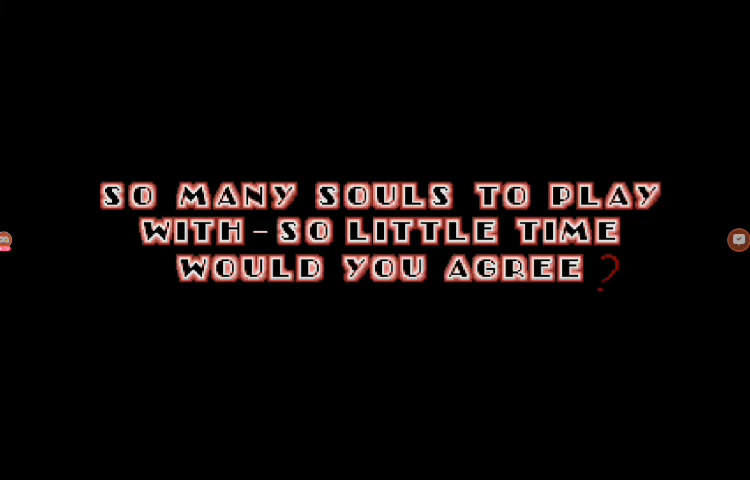 SO MANY SOULS TO PLAY
WITH-SO LITTLE TIME
WOULD YOU AGREE?